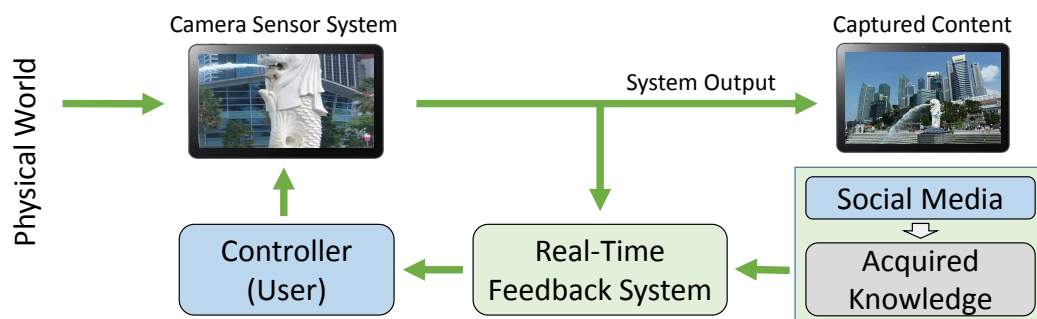 Camera Sensor System
Captured Content
Physical World
System Output
Social Media
Controller
(User)
Real-Time
Feedback System
Acquired
Knowledge